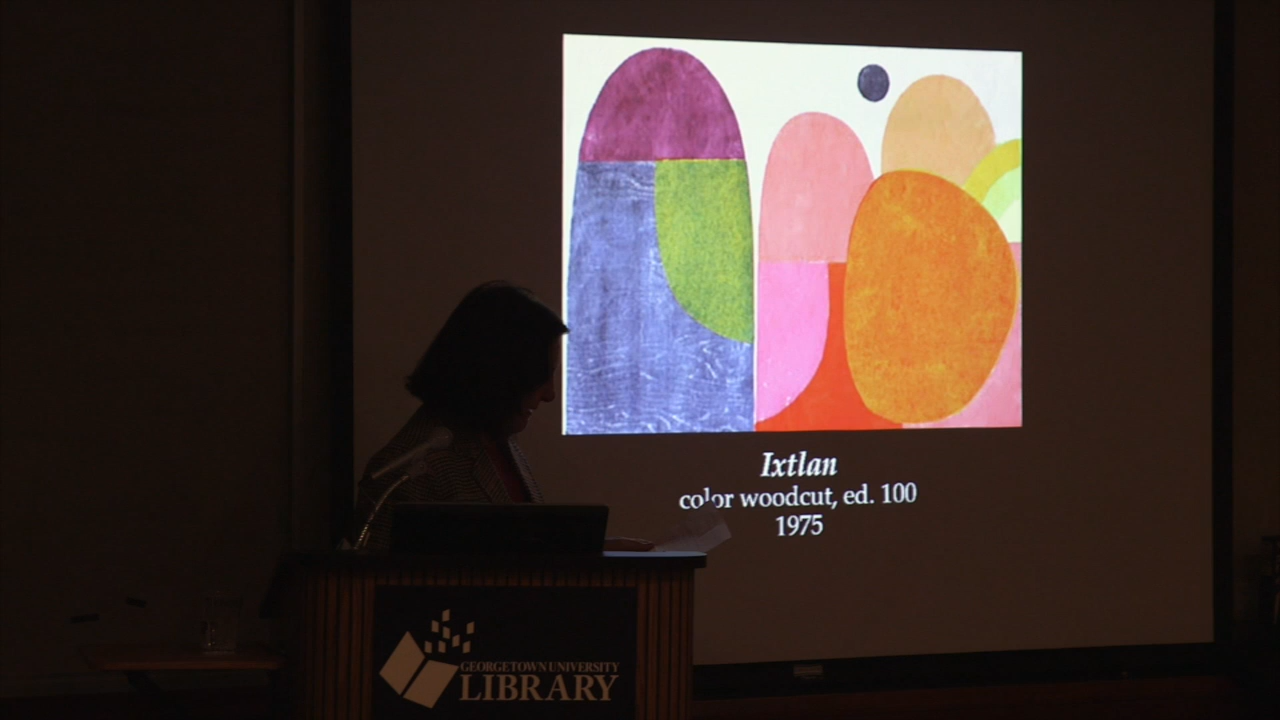 Ixtlan
color woodcut, ed. 100
1975
GEORGETOWN UNIVERSITY
LIBRARY